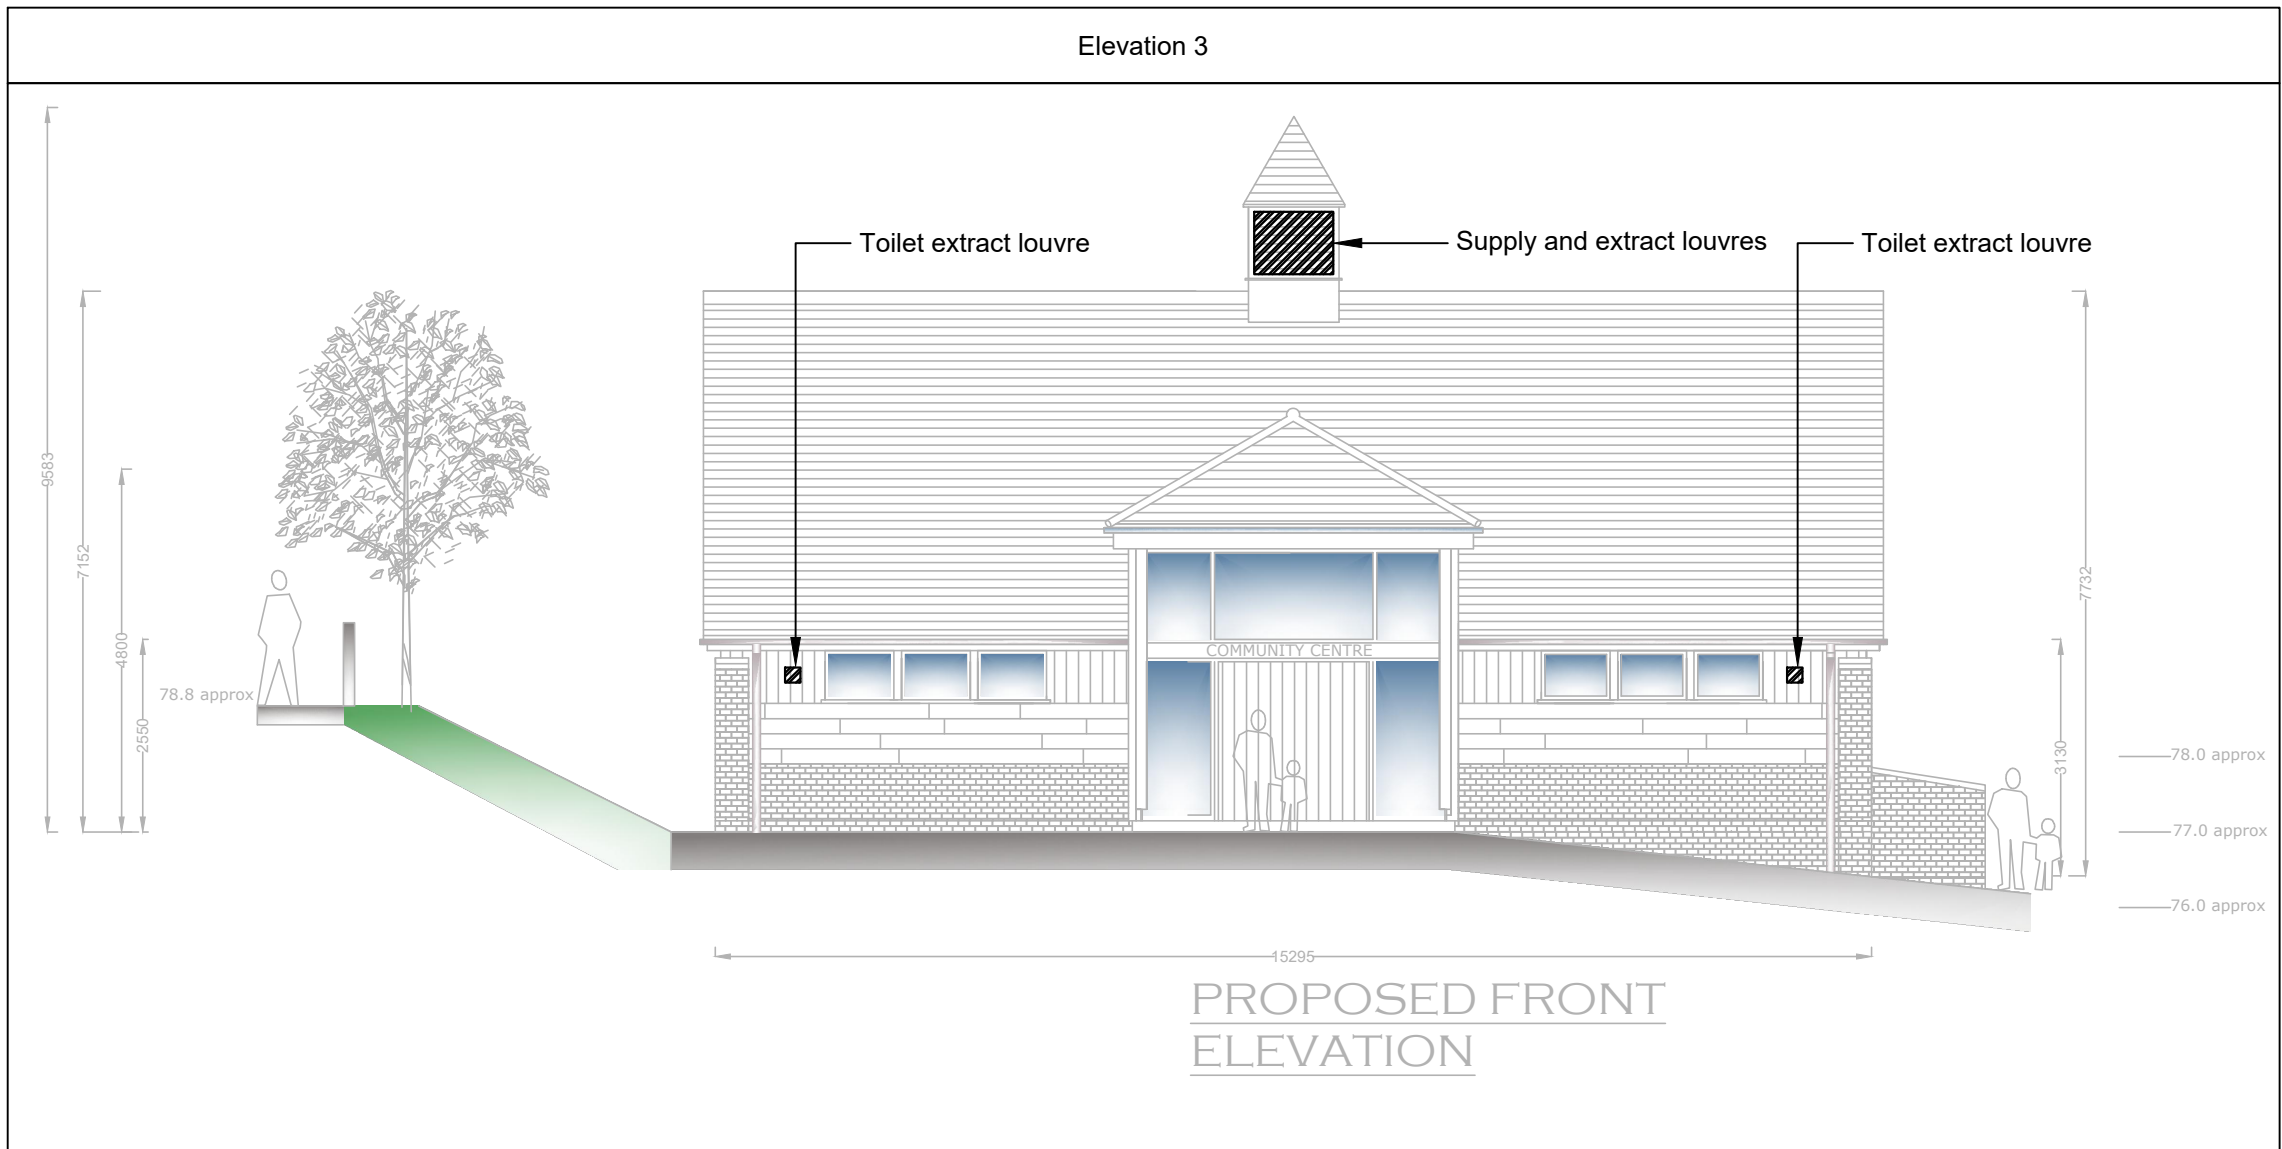 Elevation 3
Toilet extract louvre
Supply and extract louvres
Toilet extract louvre
9583
7152
4800
2550
78.8 approx
COMMUNITY CENTRE
7732
3130
78.0 approx
77.0 approx
76.0 approx
15295
PROPOSED FRONT
ELEVATION